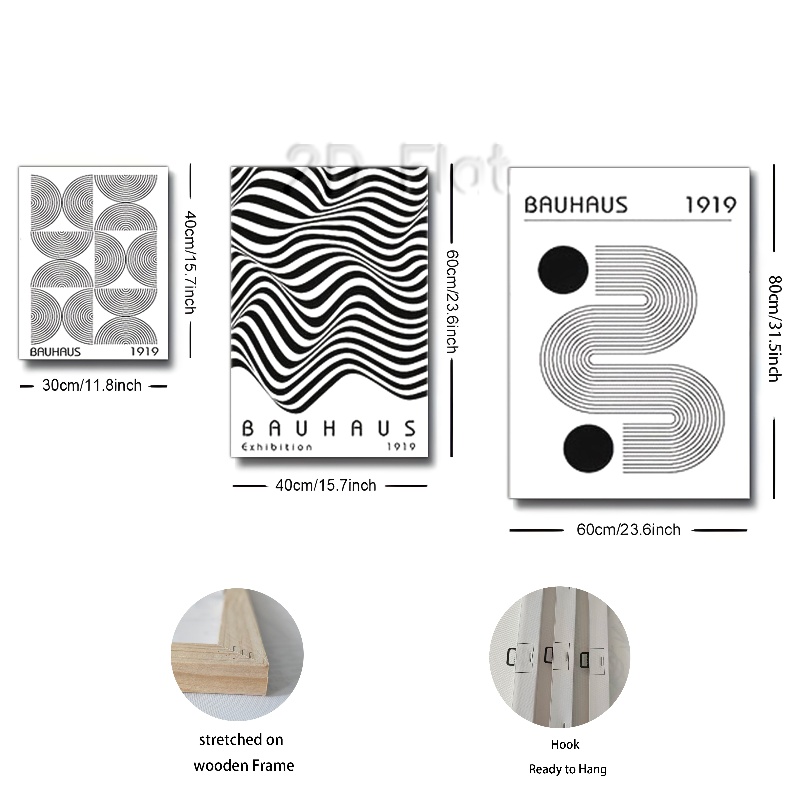 2D Flat
BAUHAUS 1919
40cm/15.7inch
30cm/11.8inch
BAUHAUS
Exhibition 1919
60cm/23.6inch
40cm/15.7inch
BAUHAUS 1919
80cm/31.5inch
60cm/23.6inch
stretched on
wooden Frame
Hook
Ready to Hang